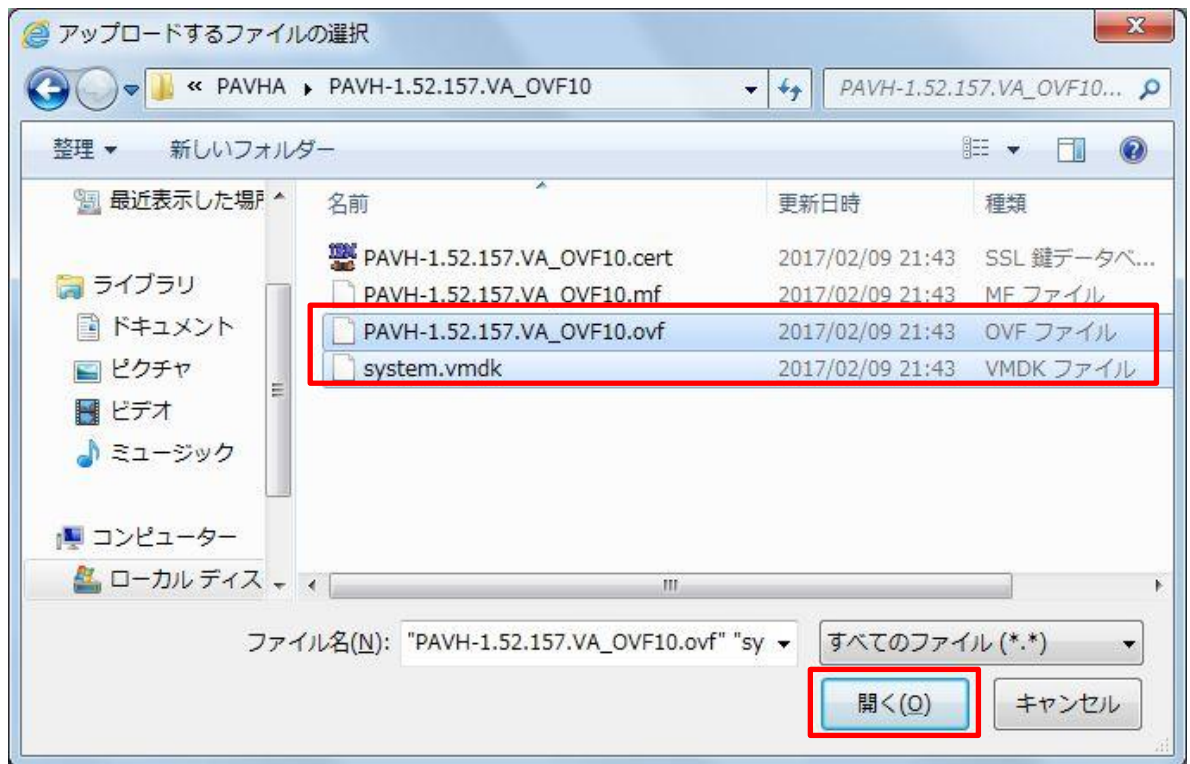 アップロードするファイルの選択
« PAVHA ▸ PAVH-1.52.157.VA_OVF10
PAVH-1.52.157.VA_OVF10...
整理 新しいフォルダー
最近表示した場所
名前 更新日時 種類
PAVH-1.52.157.VA_OVF10.cert 2017/02/09 21:43 SSL 鍵データベ...
PAVH-1.52.157.VA_OVF10.mf 2017/02/09 21:43 MF ファイル
PAVH-1.52.157.VA_OVF10.ovf 2017/02/09 21:43 OVF ファイル
system.vmdk 2017/02/09 21:43 VMDK ファイル
ライブラリ
ドキュメント
ピクチャ
ビデオ
ミュージック
コンピューター
ローカル ディス
ファイル名(N): "PAVH-1.52.157.VA_OVF10.ovf" "sy
すべてのファイル (*.*)
開く(O) キャンセル